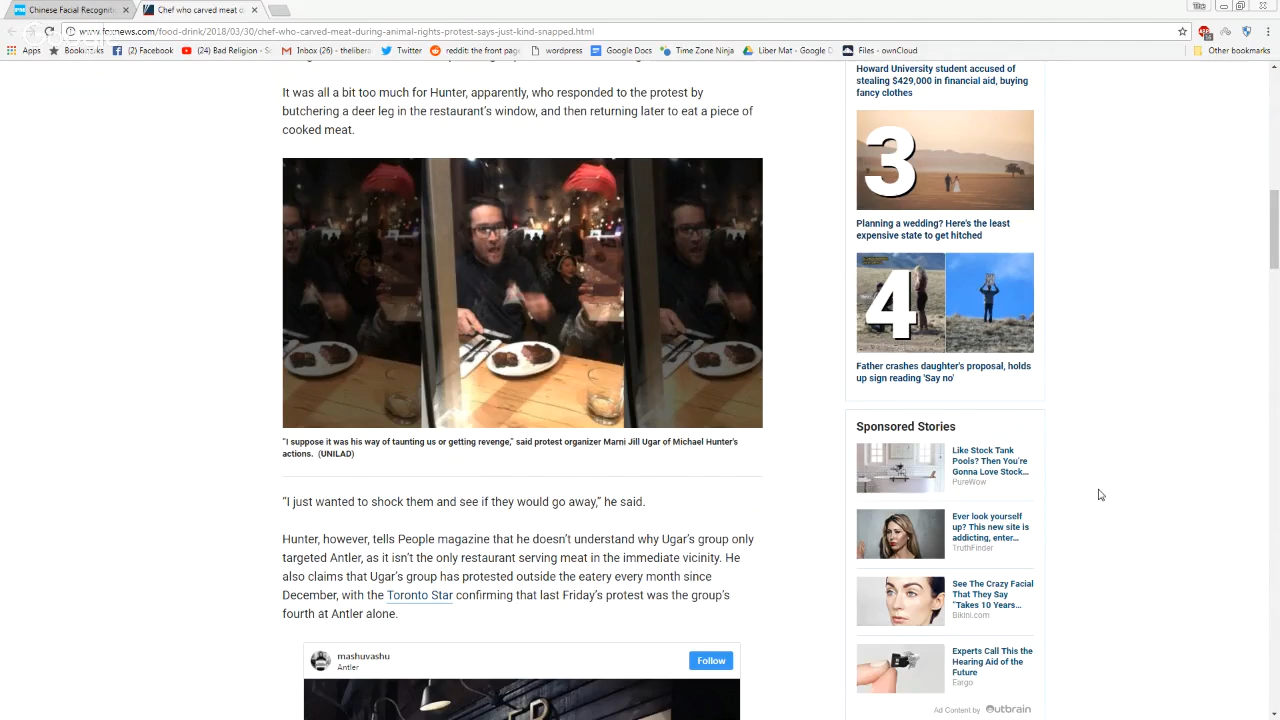 Chinese Facial Recogniti
Chef who carved meat d
www.foxnews.com/food-drink/2018/03/30/chef-who-carved-meat-during-animal-rights-protest-says-just-kind-snapped.html
Apps
Bookmarks
(2) Facebook
(24) Bad Religion - S
Inbox (26) - thelibera
Twitter
reddit: the front page
wordpress
Google Docs
Time Zone Ninja
Liber Mat - Google D
Files - ownCloud
Other bookmarks
It was all a bit too much for Hunter, apparently, who responded to the protest by
butchering a deer leg in the restaurant's window, and then returning later to eat a piece of
cooked meat.
"I suppose it was his way of taunting us or getting revenge," said protest organizer Marni Jill Ugar of Michael Hunter's
actions. (UNILAD)
"I just wanted to shock them and see if they would go away," he said.
Hunter, however, tells People magazine that he doesn't understand why Ugar's group only
targeted Antler, as it isn't the only restaurant serving meat in the immediate vicinity. He
also claims that Ugar's group has protested outside the eatery every month since
December, with the Toronto Star confirming that last Friday's protest was the group's
fourth at Antler alone.
mashuvashu
Antler
Follow
Howard University student accused of
stealing $429,000 in financial aid, buying
fancy clothes
3
Planning a wedding? Here's the least
expensive state to get hitched
4
Father crashes daughter's proposal, holds
up sign reading 'Say no'
Sponsored Stories
Like Stock Tank
Pools? Then You're
Gonna Love Stock...
PureWow
Ever look yourself
up? This new site is
addicting, enter...
TruthFinder
See The Crazy Facial
That They Say
"Takes 10 Years...
Bikini.com
Experts Call This the
Hearing Aid of the
Future
Eargo
Ad Content by Outbrain